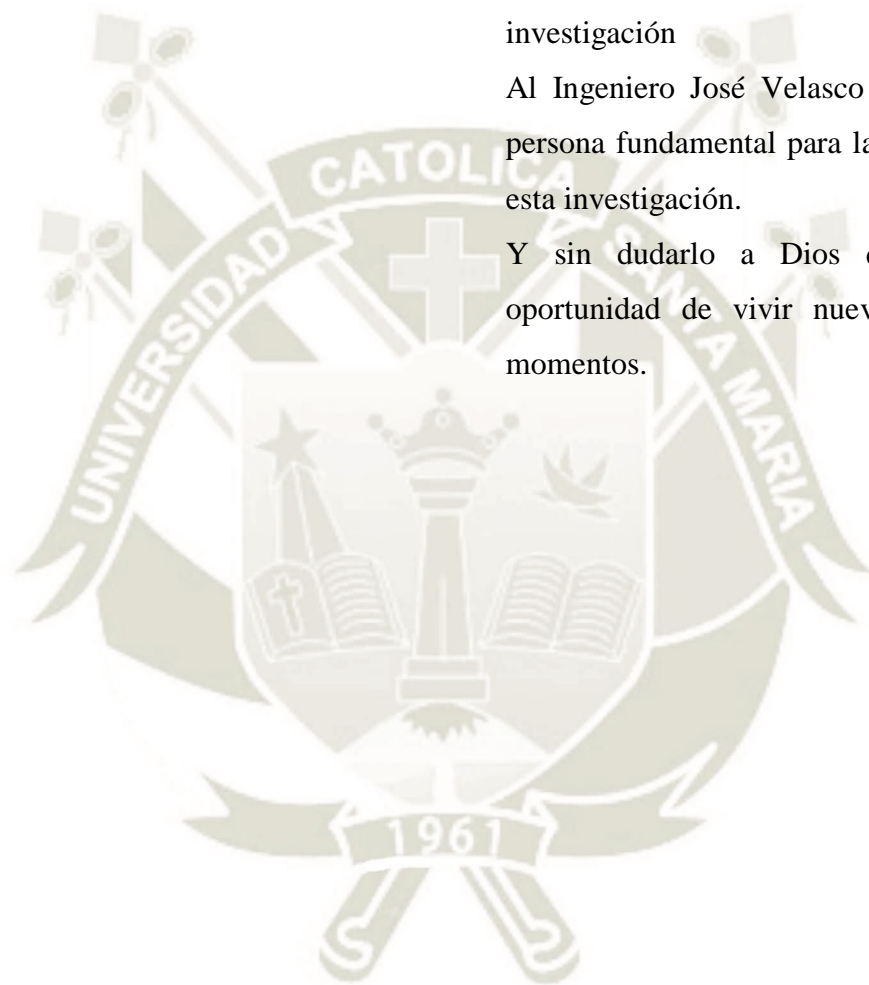 investigación
Al Ingeniero José Velasco
persona fundamental para la
esta investigación.
Y sin dudarlo a Dios
oportunidad de vivir
momentos.
UNIVERSIDAD CATOLICA SANTA MARIA
1961